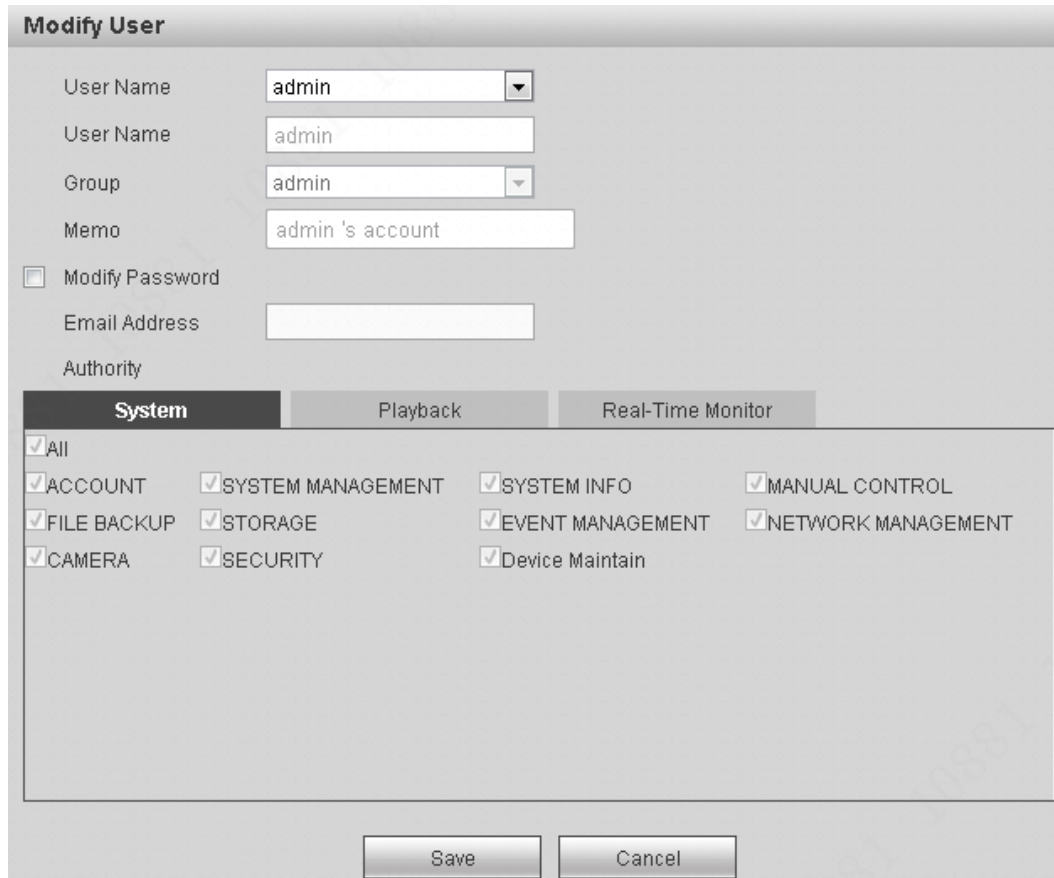 Modify User
User Name admin
User Name admin
Group admin
Memo admin 's account
Modify Password
Email Address
Authority
System Playback Real-Time Monitor
All
ACCOUNT SYSTEM MANAGEMENT SYSTEM INFO MANUAL CONTROL
FILE BACKUP STORAGE EVENT MANAGEMENT NETWORK MANAGEMENT
CAMERA SECURITY Device Maintain
Save Cancel
10881